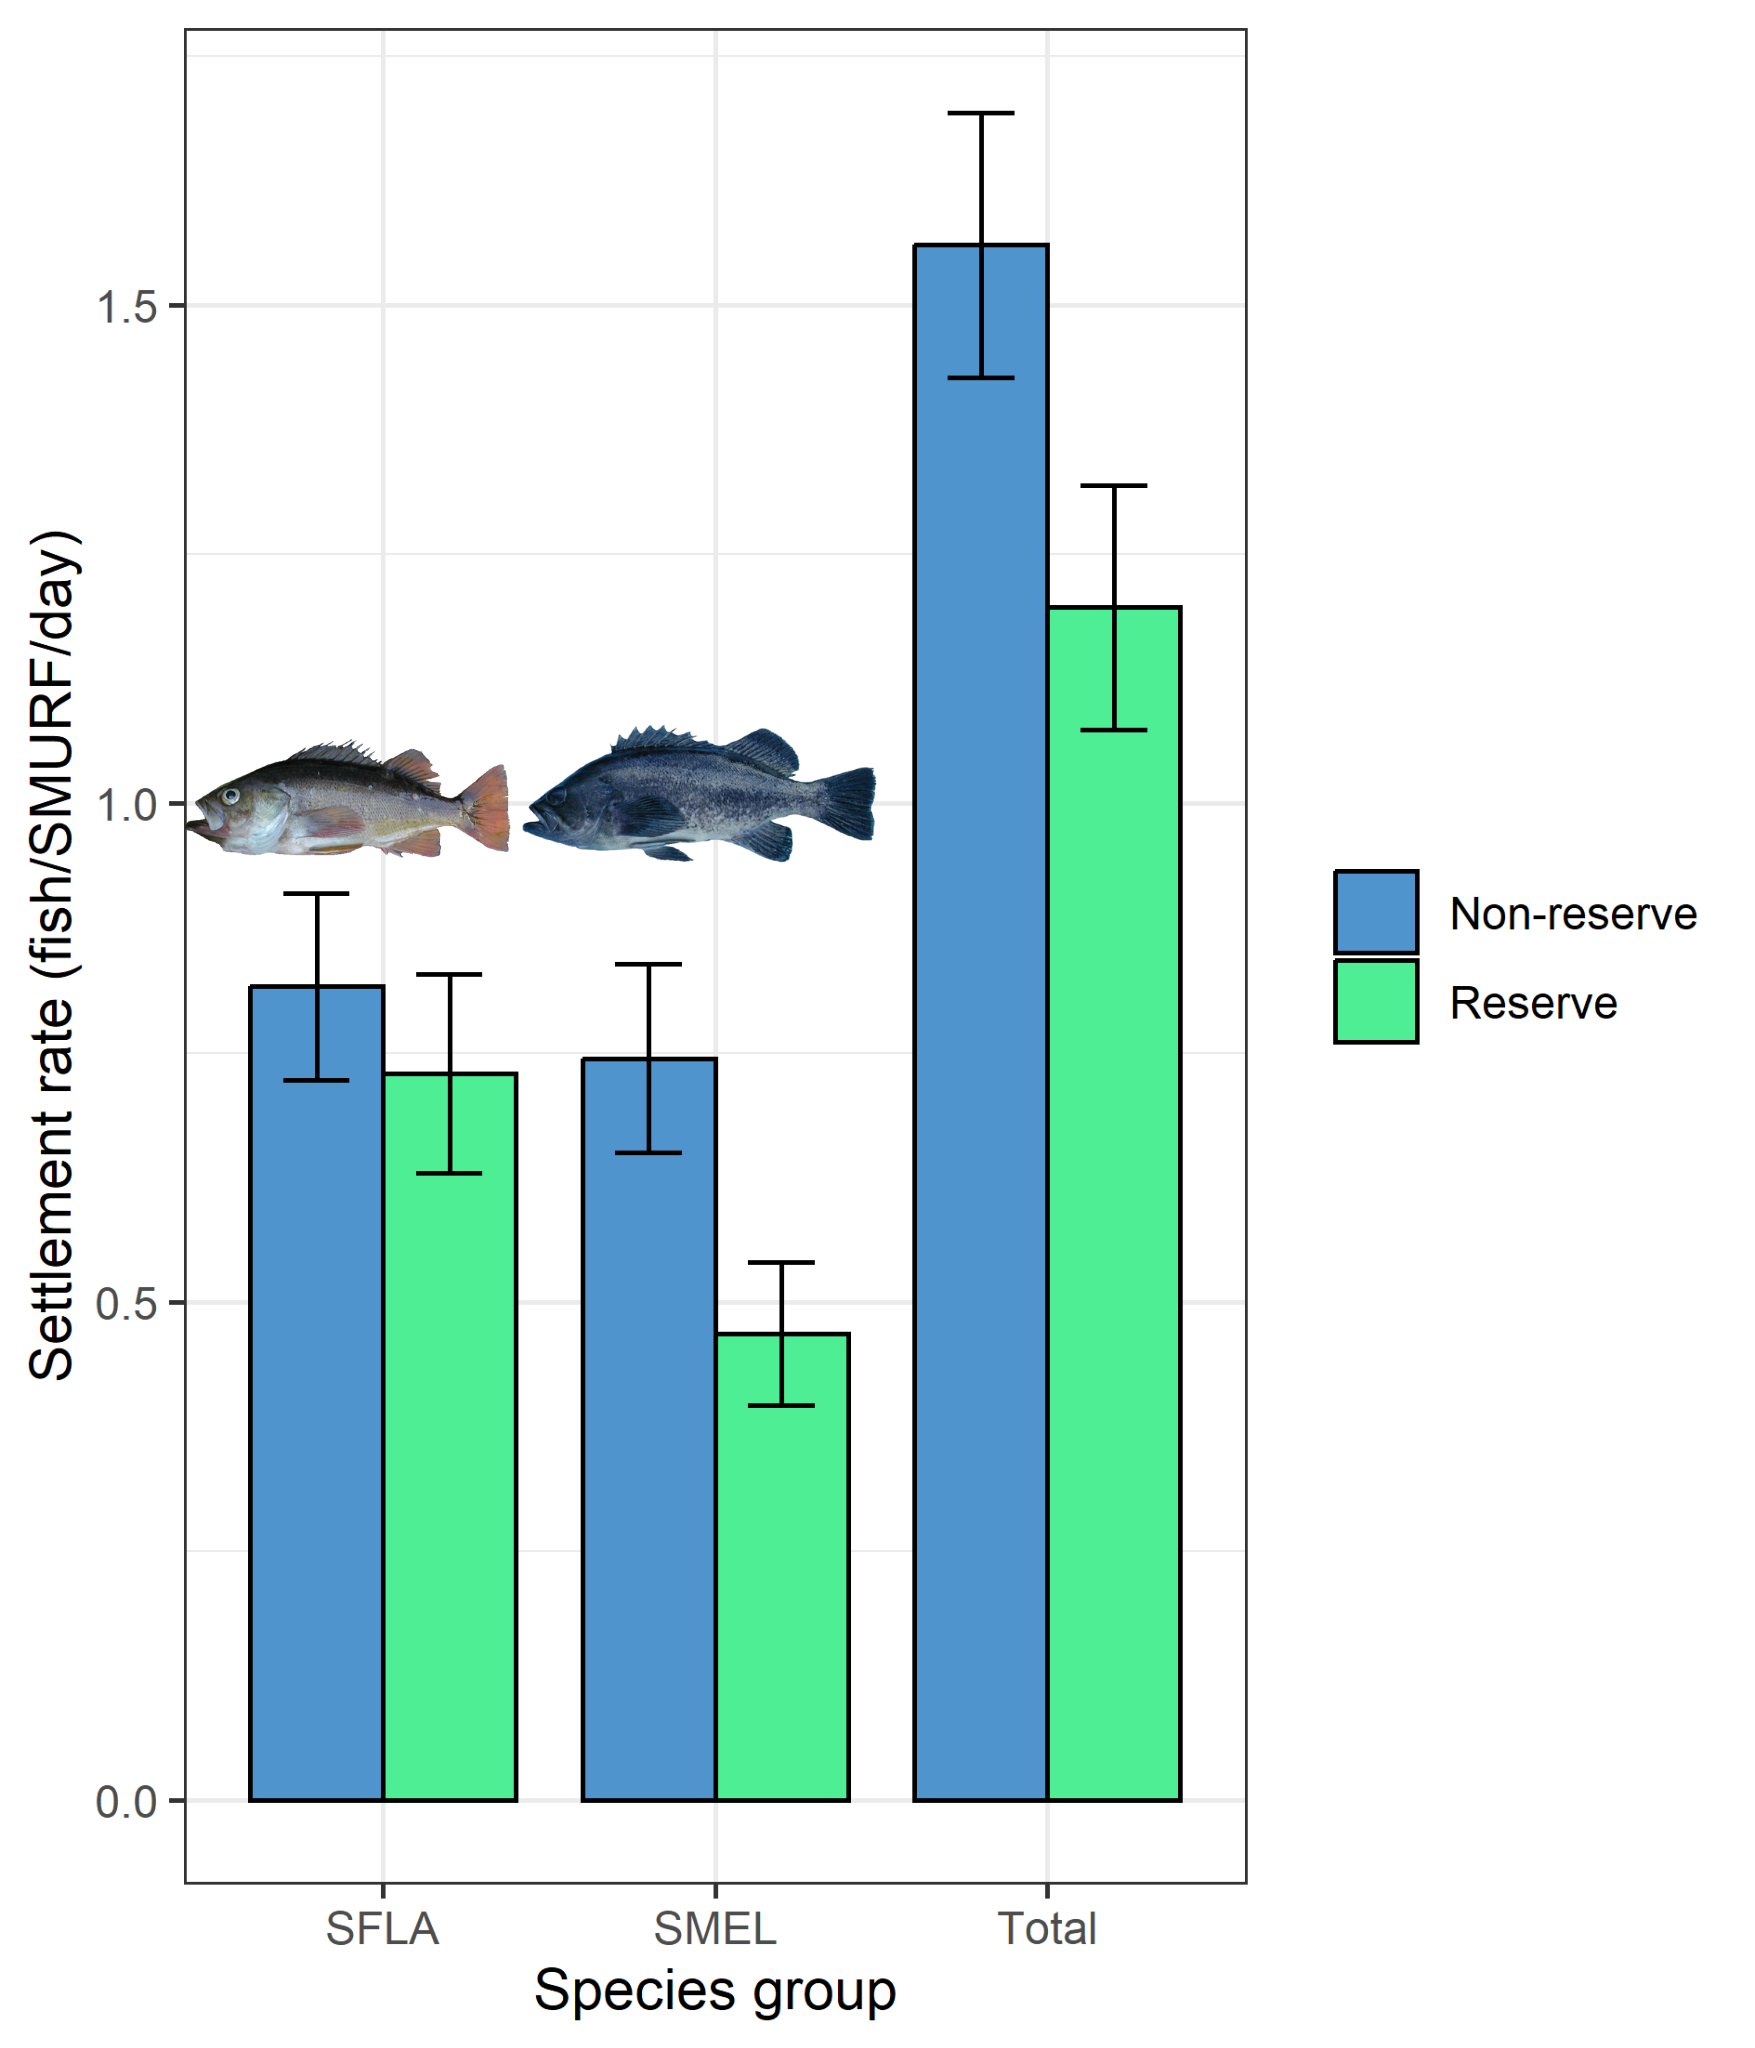 Settlement rate (fish/SMURF/day)
1.5
1.0
0.5
0.0
SFLA SMEL Total
Species group
Non-reserve
Reserve